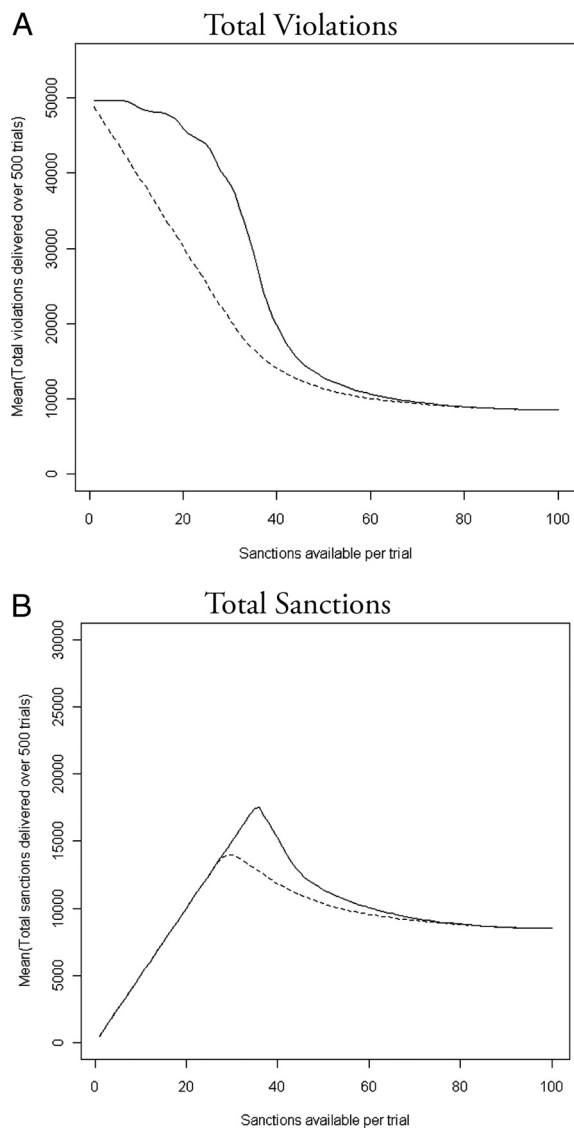 A
Total Violations
Mean(Total violations delivered over 500 trials)
50000
40000
30000
20000
10000
0
0 20 40 60 80 100
Sanctions available per trial
B
Total Sanctions
Mean(Total sanctions delivered over 500 trials)
30000
25000
20000
15000
10000
5000
0
0 20 40 60 80 100
Sanctions available per trial